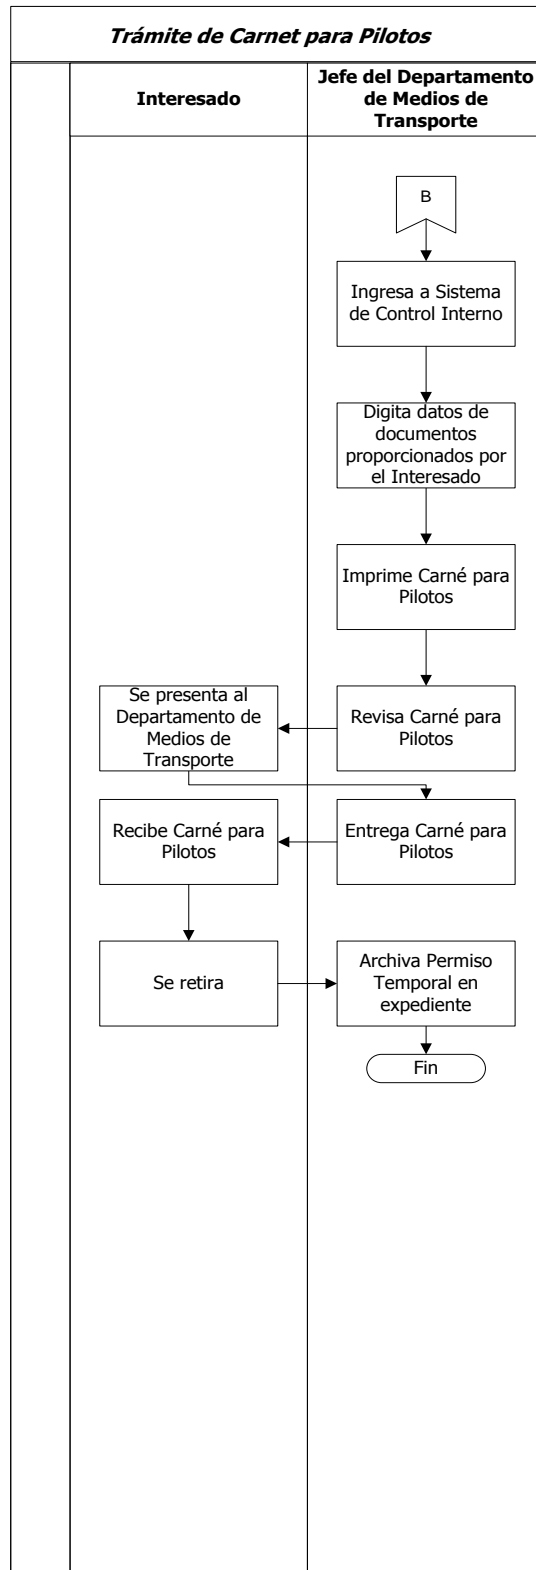 Trámite de Carnet para Pilotos
Interesado
Jefe del Departamento
de Medios de
Transporte
B
Ingresa a Sistema
de Control Interno
Digita datos de
documentos
proporcionados por
el Interesado
Imprime Carné para
Pilotos
Se presenta al
Departamento de
Medios de
Transporte
Revisa Carné para
Pilotos
Recibe Carné para
Pilotos
Entrega Carné para
Pilotos
Se retira
Archiva Permiso
Temporal en
expediente
Fin